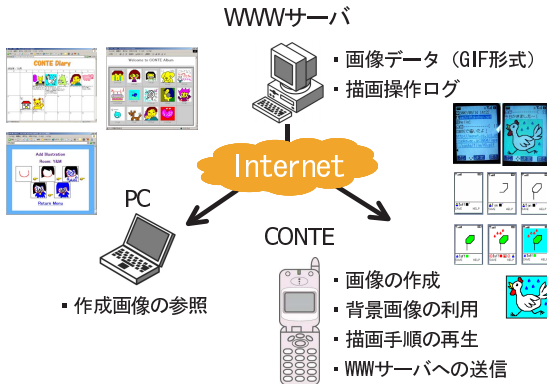 WWWサーバ
・画像データ（GIF形式）
・描画操作ログ
CONTE Diary
Welcome to CONTE Album
Internet
Add Illustration
Return Menu
PC
・作成画像の参照
CONTE
・画像の作成
・背景画像の利用
・描画手順の再生
・WWWサーバへの送信